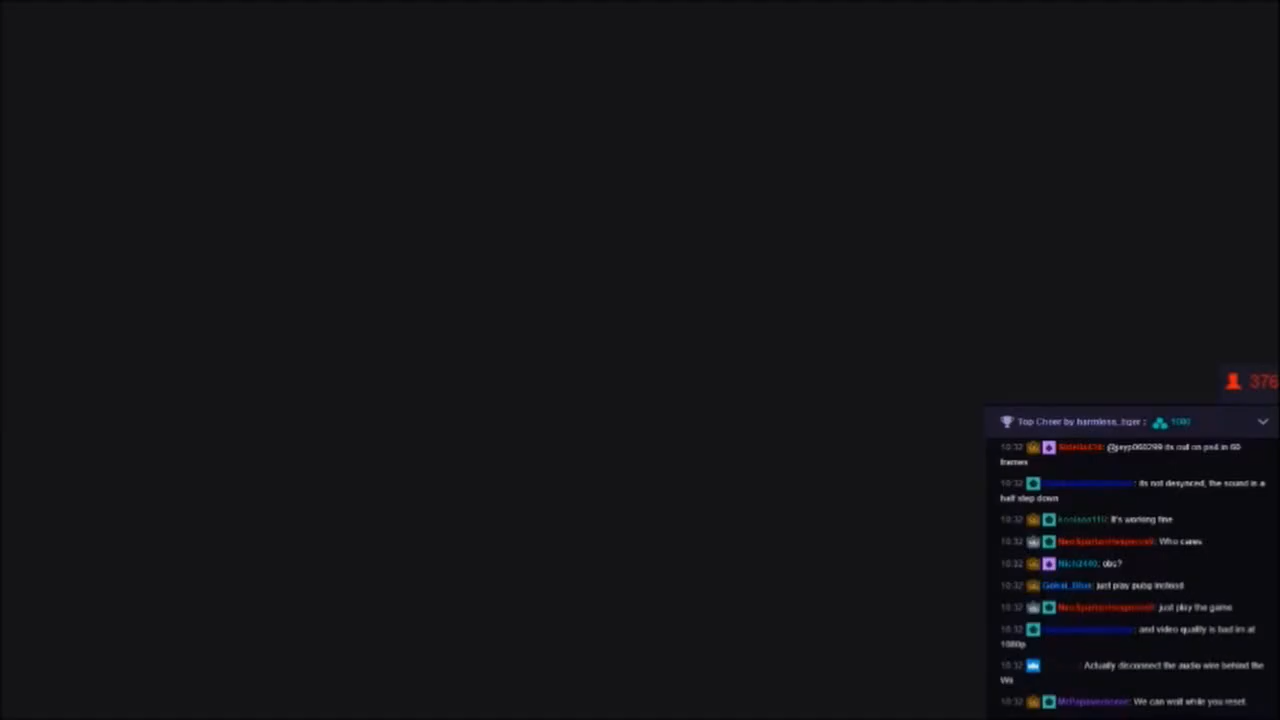 376
Top Cheer by harmless_tiger : 1000
10:32 : @jayp060299 its out on ps4 in 60
frames
10:32 : its not desynced, the sound is a
half step down
10:32 : It's working fine
10:32 : Who cares
10:32 Nich2440: obs?
10:32 Gokai_Blue: just play pubg instead
10:32 : just play the game
10:32 : and video quality is bad im at
1080p
10:32 : Actually disconnect the audio wire behind the
Wii
10:32 : We can wait while you reset.